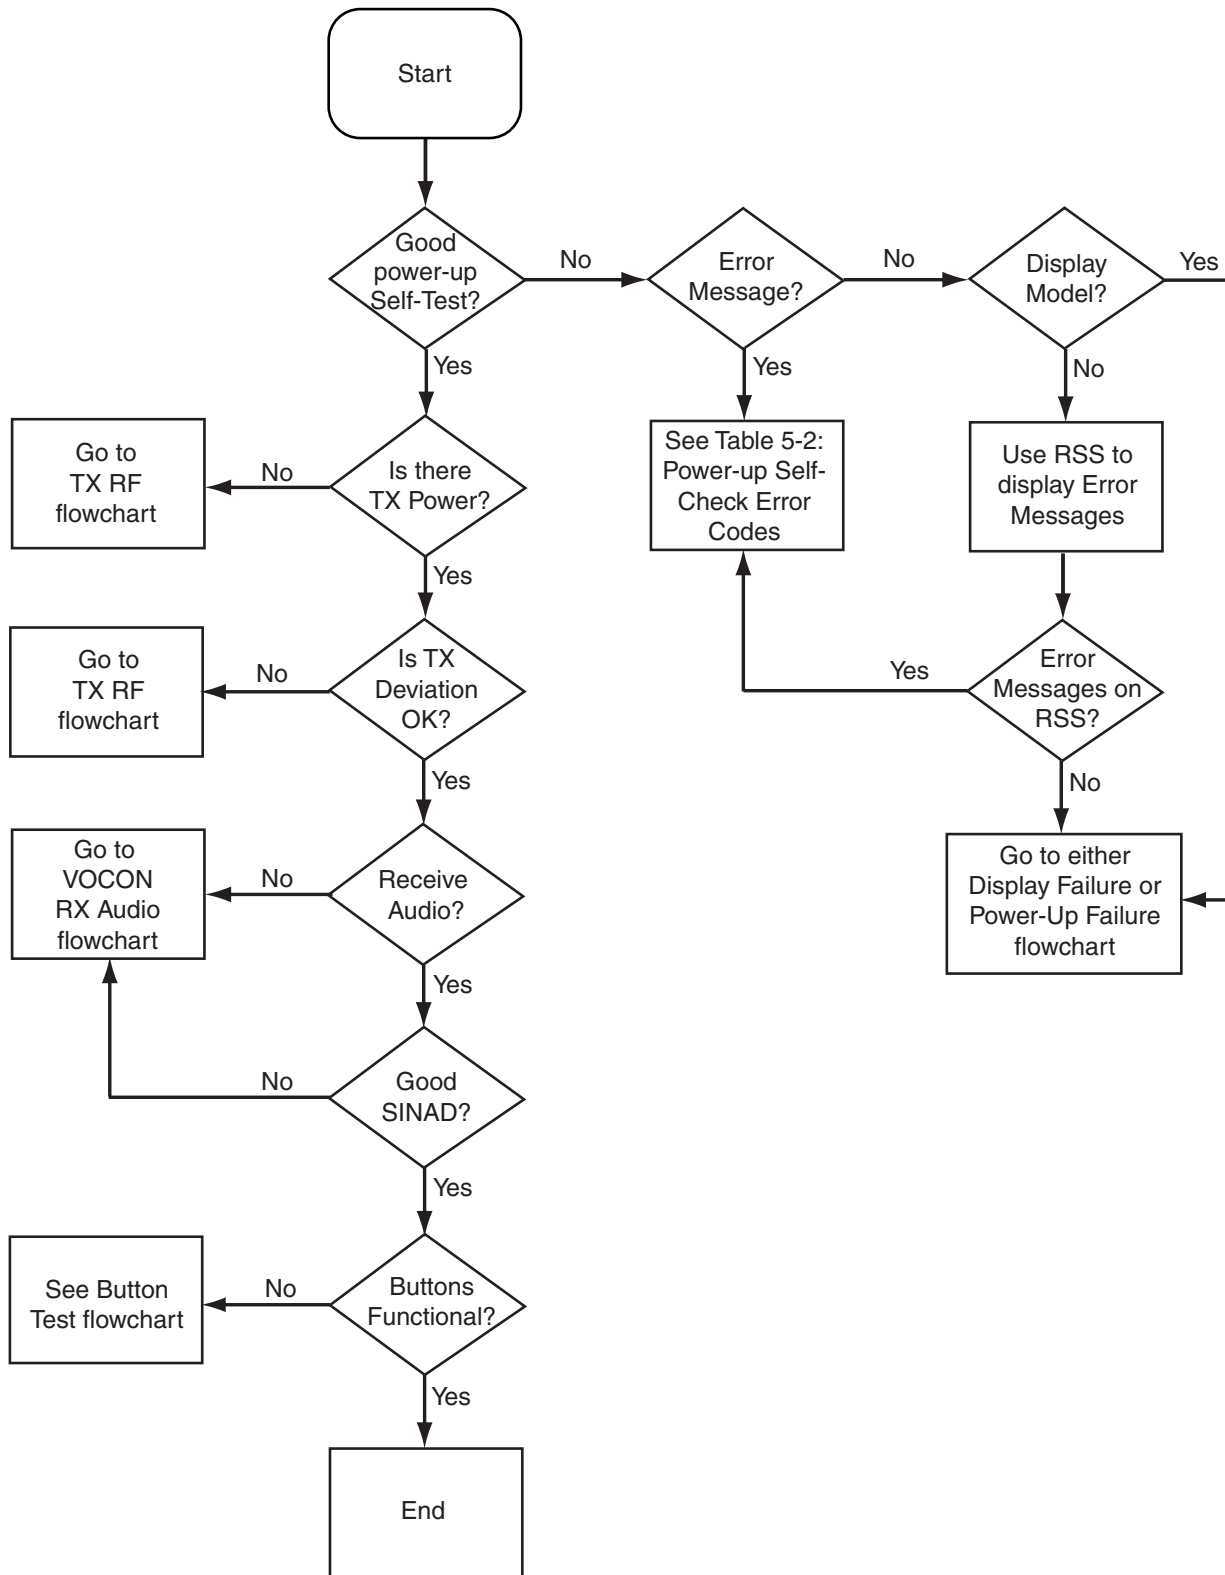 Start
Good
power-up
Self-Test?
No
Error
Message?
No
Display
Model?
Yes
Yes
Yes
No
Go to
TX RF
flowchart
No
Is there
TX Power?
See Table 5-2:
Power-up Self-
Check Error
Codes
Use RSS to
display Error
Messages
Yes
Go to
TX RF
flowchart
No
Is TX
Deviation
OK?
Yes
Error
Messages on
RSS?
Yes
No
Go to
VOCON
RX Audio
flowchart
No
Receive
Audio?
Go to either
Display Failure or
Power-Up Failure
flowchart
Yes
No
Good
SINAD?
Yes
See Button
Test flowchart
No
Buttons
Functional?
Yes
End